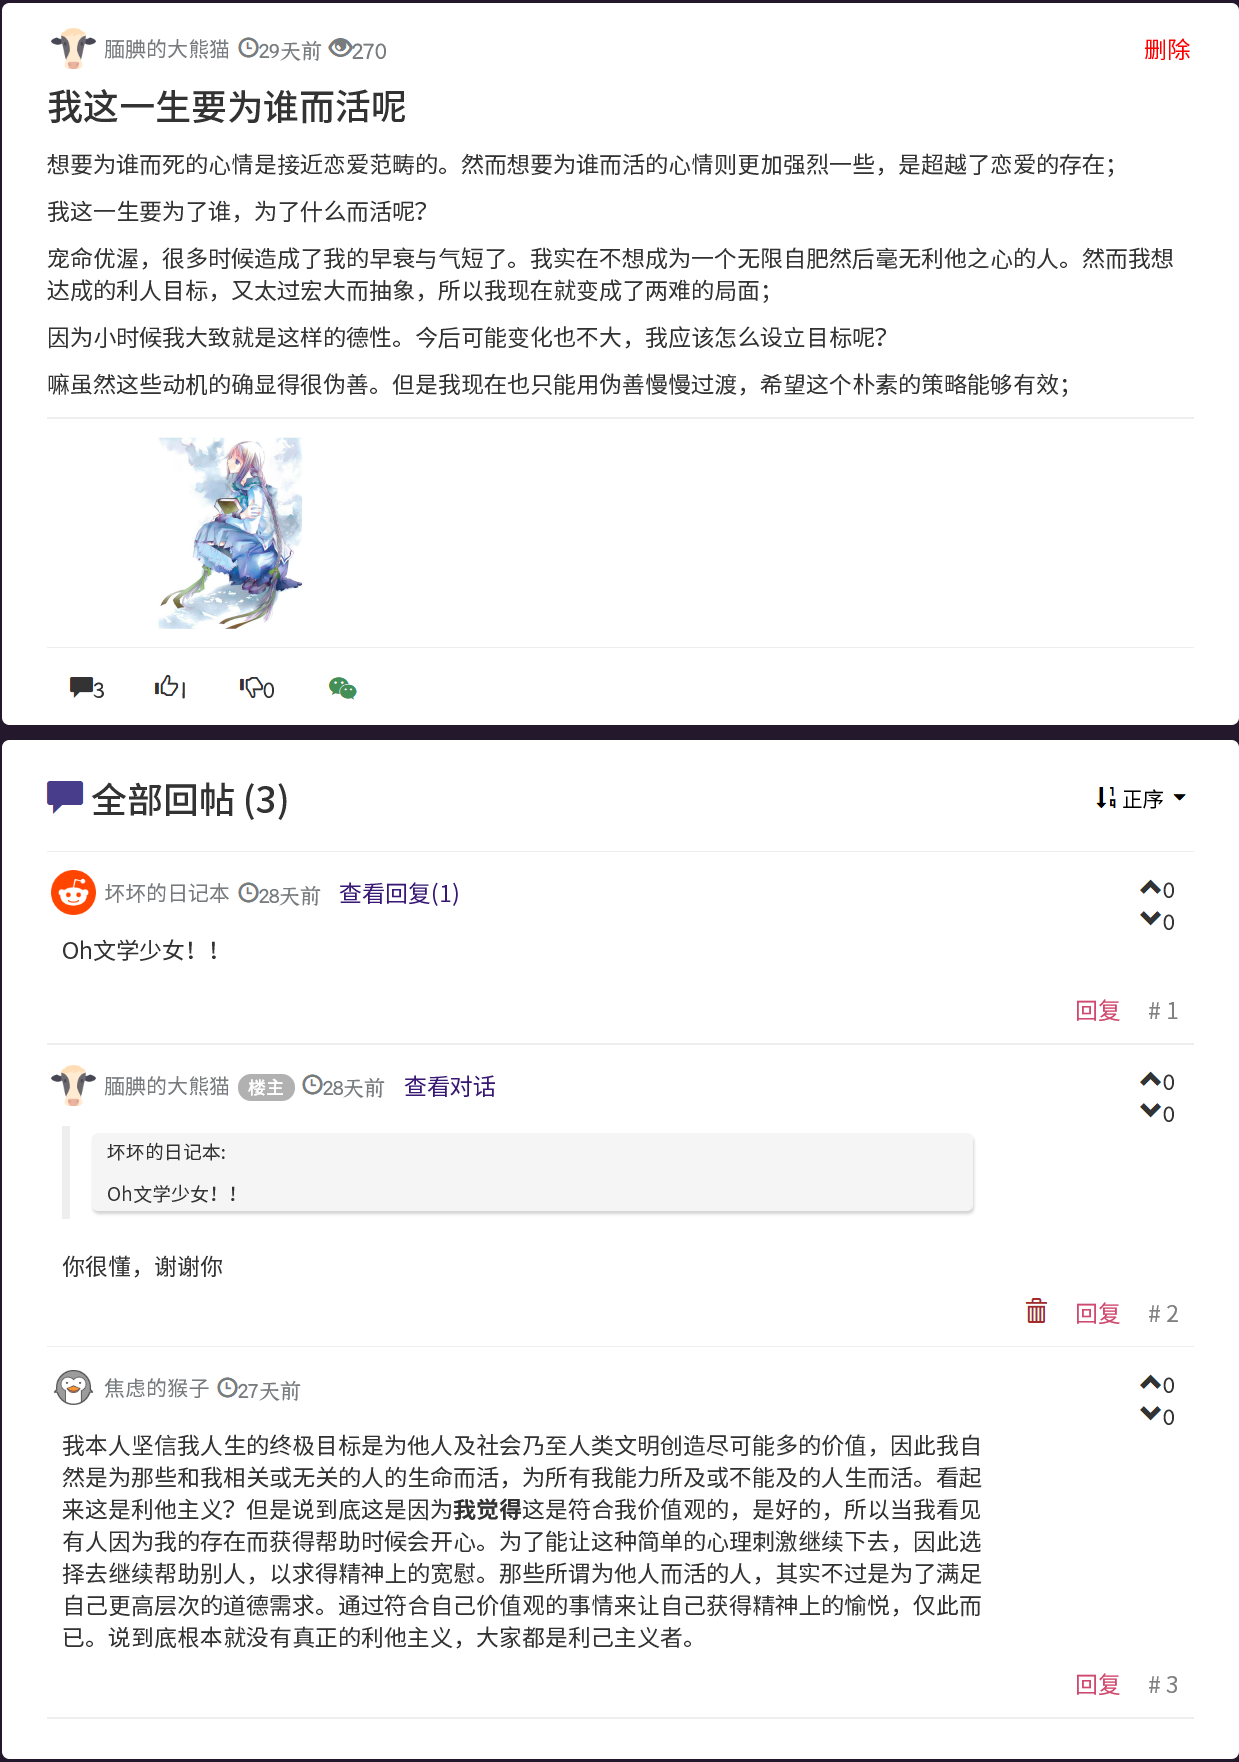 腼腆的大熊猫 29天前 270 删除
我这一生要为谁而活呢
想要为谁而死的心情是接近恋爱范畴的。然而想要为谁而活的心情则更加强烈一些，是超越了恋爱的存在；
我这一生要为了谁，为了什么而活呢？
宠命优渥，很多时候造成了我的早衰与气短了。我实在不想成为一个无限自肥然后毫无利他之心的人。然而我想
达成的利人目标，又太过宏大而抽象，所以我现在就变成了两难的局面；
因为小时候我大致就是这样的德性。今后可能变化也不大，我应该怎么设立目标呢？
嘛虽然这些动机的确显得很伪善。但是我现在也只能用伪善慢慢过渡，希望这个朴素的策略能够有效；
3 1 0
全部回帖 (3) 正序
坏坏的日记本 28天前 查看回复(1) 0
0
Oh文学少女！！
回复 # 1
腼腆的大熊猫 楼主 28天前 查看对话 0
0
坏坏的日记本:
Oh文学少女！！
你很懂，谢谢你
回复 # 2
焦虑的猴子 27天前 0
0
我本人坚信我人生的终极目标是为他人及社会乃至人类文明创造尽可能多的价值，因此我自
然是为那些和我相关或无关的人的生命而活，为所有我能力所及或不能及的人生而活。看起
来这是利他主义？但是说到底这是因为我觉得这是符合我价值观的，是好的，所以当我看见
有人因为我的存在而获得帮助时候会开心。为了能让这种简单的心理刺激继续下去，因此选
择去继续帮助别人，以求得精神上的宽慰。那些所谓为他人而活的人，其实不过是为了满足
自己更高层次的道德需求。通过符合自己价值观的事情来让自己获得精神上的愉悦，仅此而
已。说到底根本就没有真正的利他主义，大家都是利己主义者。
回复 # 3